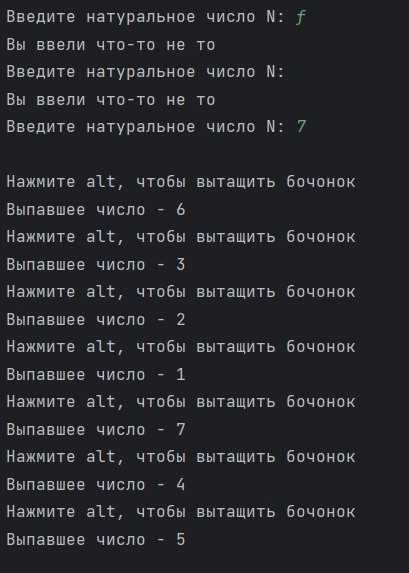 Введите натуральное число N: f
Вы ввели что-то не то
Введите натуральное число N:
Вы ввели что-то не то
Введите натуральное число N: 7
Нажмите alt, чтобы вытащить бочонок
Выпавшее число - 6
Нажмите alt, чтобы вытащить бочонок
Выпавшее число - 3
Нажмите alt, чтобы вытащить бочонок
Выпавшее число - 2
Нажмите alt, чтобы вытащить бочонок
Выпавшее число - 1
Нажмите alt, чтобы вытащить бочонок
Выпавшее число - 7
Нажмите alt, чтобы вытащить бочонок
Выпавшее число - 4
Нажмите alt, чтобы вытащить бочонок
Выпавшее число - 5